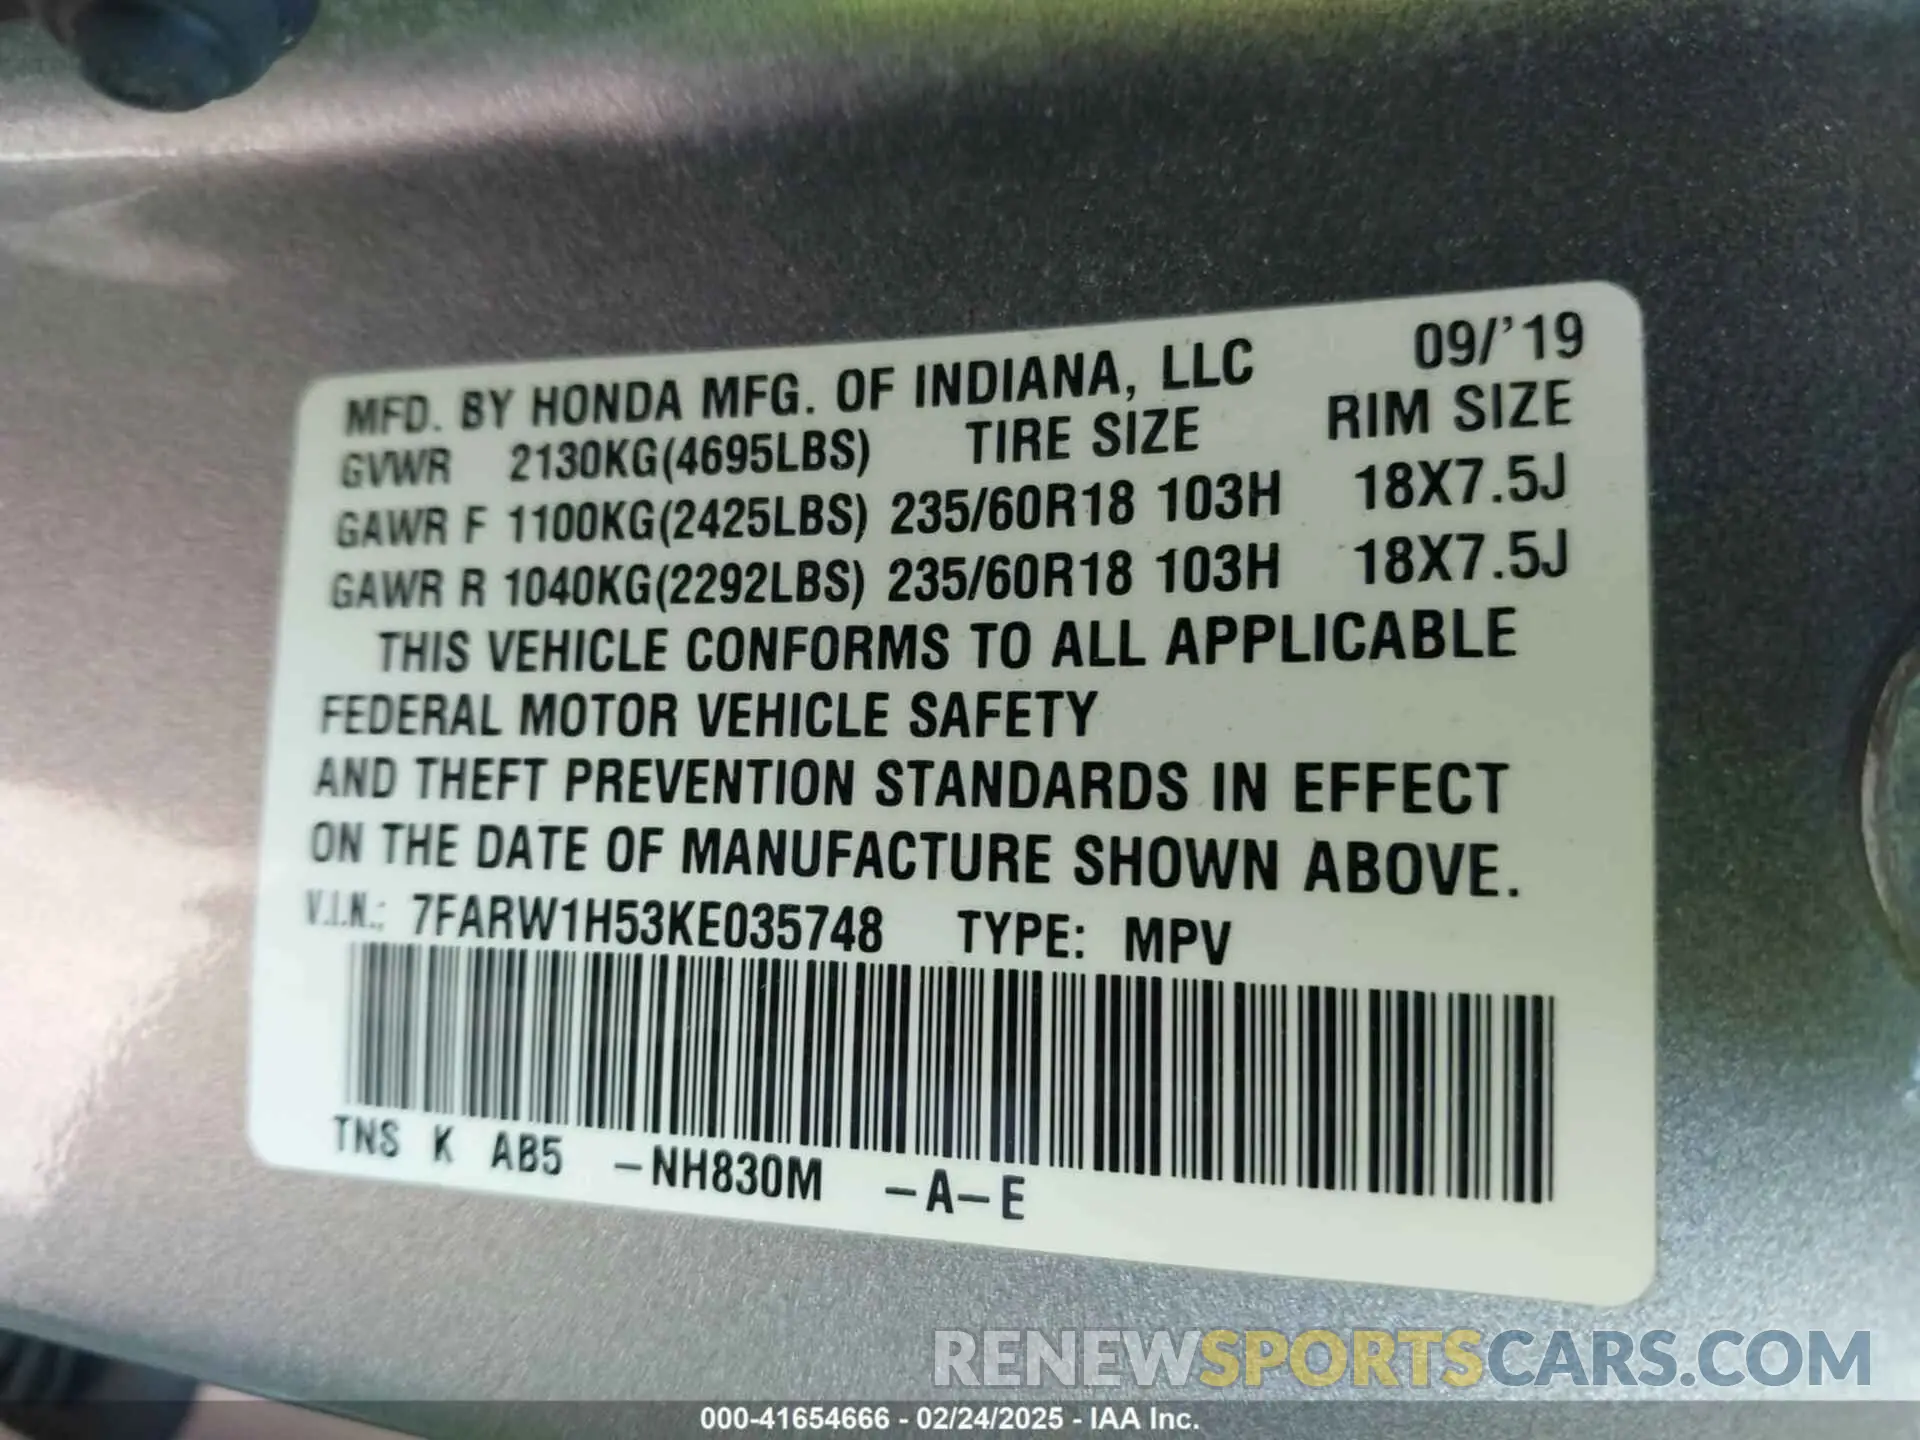 MFD. BY HONDA MFG. OF INDIANA, LLC 09/'19
GVWR 2130KG(4695LBS) TIRE SIZE RIM SIZE
GAWR F 1100KG(2425LBS) 235/60R18 103H 18X7.5J
GAWR R 1040KG(2292LBS) 235/60R18 103H 18X7.5J
THIS VEHICLE CONFORMS TO ALL APPLICABLE
FEDERAL MOTOR VEHICLE SAFETY
AND THEFT PREVENTION STANDARDS IN EFFECT
ON THE DATE OF MANUFACTURE SHOWN ABOVE.
V.I.N.: 7FARW1H53KE035748 TYPE: MPV
TNS K AB5 -NH830M -A-E
RENEWSPORTSCARS.COM
000-41654666 - 02/24/2025 - IAA Inc.